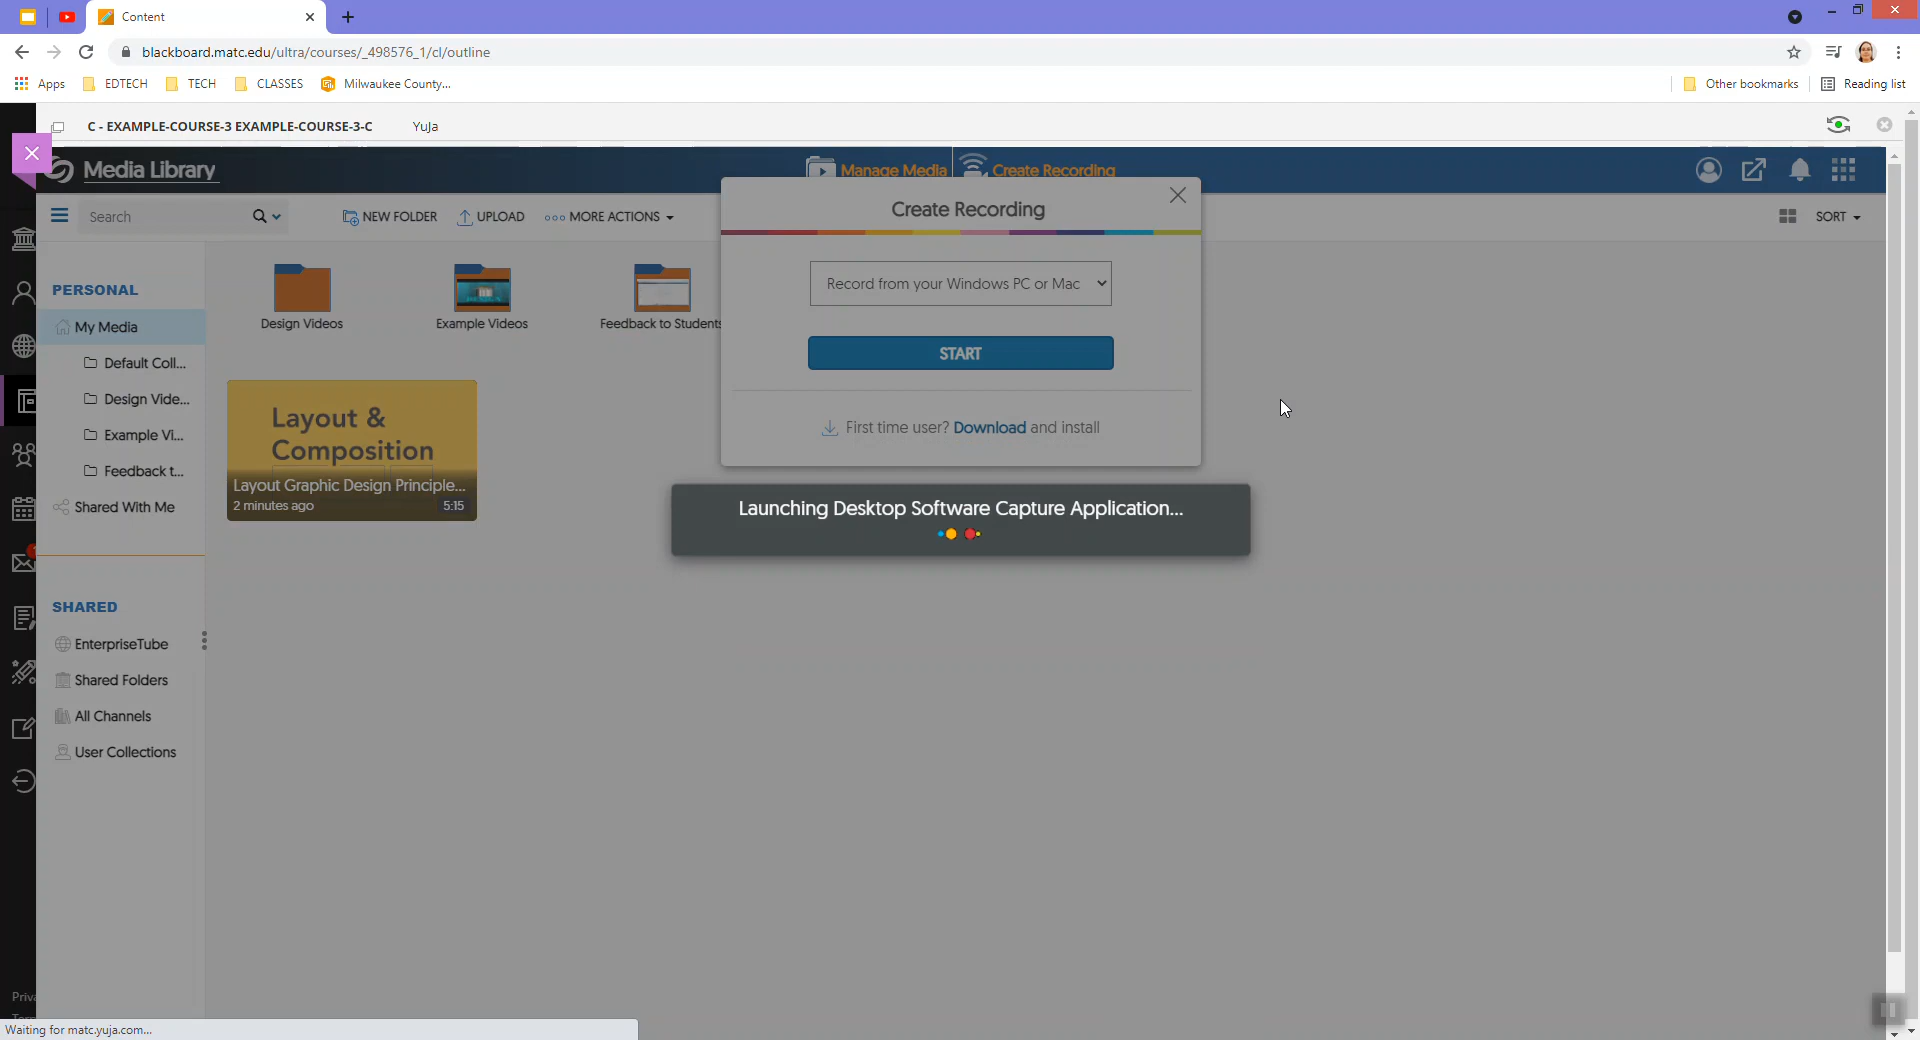 Content
blackboard.matc.edu/ultra/courses/_498576_1/cl/outline
Apps
EDTECH
TECH
CLASSES
Milwaukee County...
Other bookmarks
Reading list
C - EXAMPLE-COURSE-3 EXAMPLE-COURSE-3-C
YuJa
Media Library
Manage Media
Create Recording
Search
NEW FOLDER
UPLOAD
MORE ACTIONS
SORT
Create Recording
Record from your Windows PC or Mac
START
First time user? Download and install
Launching Desktop Software Capture Application...
PERSONAL
My Media
Default Coll...
Design Vide...
Example Vi...
Feedback t...
Shared With Me
SHARED
EnterpriseTube
Shared Folders
All Channels
User Collections
Design Videos
Example Videos
Feedback to Students
Layout &
Composition
Layout Graphic Design Principle...
2 minutes ago
5:15
Priva
Waiting for matc.yuja.com...